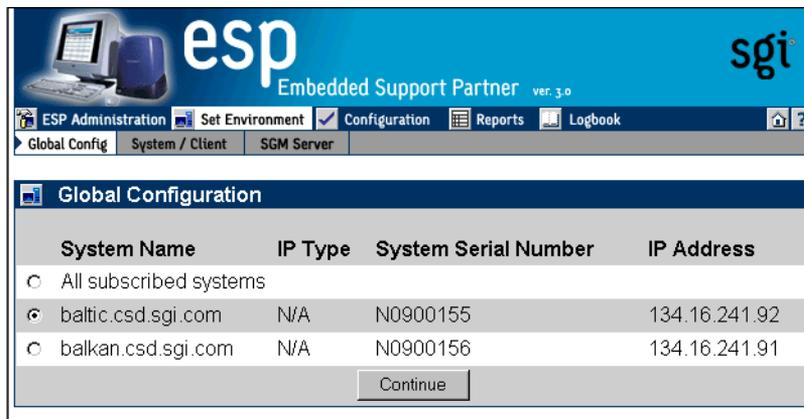 esp
Embedded Support Partner ver. 3.0
sgi
ESP Administration Set Environment Configuration Reports Logbook ?
Global Config System / Client SGM Server
Global Configuration
System Name IP Type System Serial Number IP Address
All subscribed systems
baltic.csd.sgi.com N/A N0900155 134.16.241.92
balkan.csd.sgi.com N/A N0900156 134.16.241.91
Continue